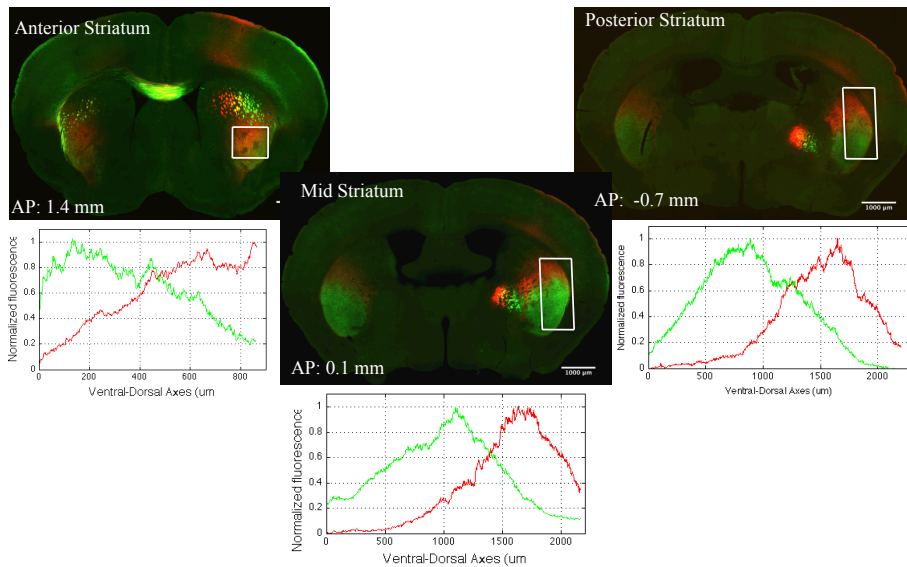 Anterior Striatum
AP: 1.4 mm
Posterior Striatum
AP: -0.7 mm
1000 µm
Mid Striatum
AP: 0.1 mm
1000 µm
Normalized fluorescence
1
0.8
0.6
0.4
0.2
0
0 200 400 600 800
Ventral-Dorsal Axes (um
Normalized fluorescence
1
0.8
0.6
0.4
0.2
0
0 500 1000 1500 2000
Ventral-Dorsal Axes (um)
Normalized fluorescence
1
0.8
0.6
0.4
0.2
0
0 500 1000 1500 2000
Ventral-Dorsal Axes (um